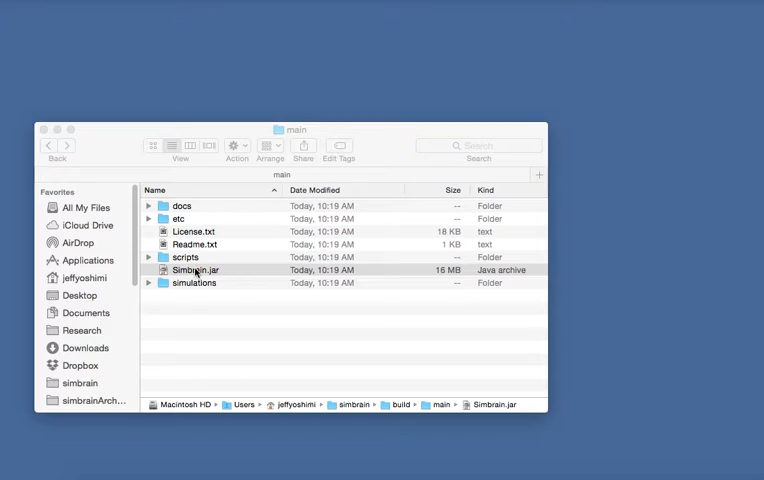 main
Back
View
Action
Arrange
Share
Edit Tags
Search
Search
main
Favorites
All My Files
iCloud Drive
AirDrop
Applications
jeffyoshimi
Desktop
Documents
Research
Downloads
Dropbox
simbrain
simbrainArch...
Name Date Modified Size Kind
docs Today, 10:19 AM -- Folder
etc Today, 10:19 AM -- Folder
License.txt Today, 10:19 AM 18 KB text
Readme.txt Today, 10:19 AM 1 KB text
scripts Today, 10:19 AM -- Folder
Simbrain.jar Today, 10:19 AM 16 MB Java archive
simulations Today, 10:19 AM -- Folder
Macintosh HD Users jeffyoshimi simbrain build main Simbrain.jar